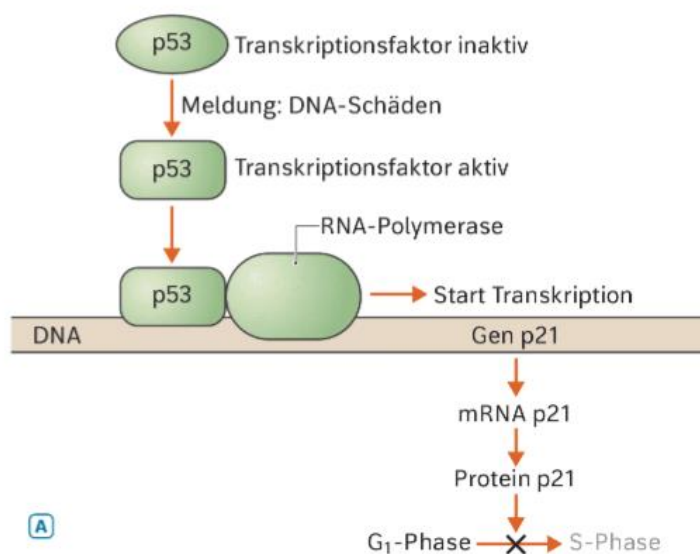 p53 Transkriptionsfaktor inaktiv
Meldung: DNA-Schäden
p53 Transkriptionsfaktor aktiv
RNA-Polymerase
p53
Start Transkription
DNA Gen p21
mRNA p21
Protein p21
A
G₁-Phase S-Phase